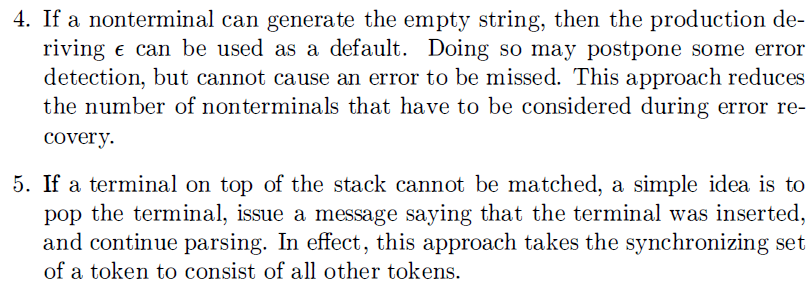 4. If a nonterminal can generate the empty string, then the production de-
riving ϵ can be used as a default. Doing so may postpone some error
detection, but cannot cause an error to be missed. This approach reduces
the number of nonterminals that have to be considered during error re-
covery.
5. If a terminal on top of the stack cannot be matched, a simple idea is to
pop the terminal, issue a message saying that the terminal was inserted,
and continue parsing. In effect, this approach takes the synchronizing set
of a token to consist of all other tokens.